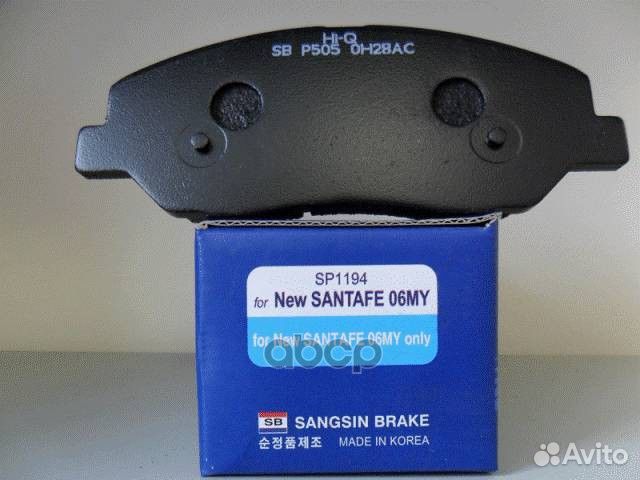 HI-Q
SB P505 0H28AC
SP1194
for New SANTAFE 06MY
for New SANTAFE 06MY only
abcp
SB SANGSIN BRAKE
순정품제조 MADE IN KOREA
Avito